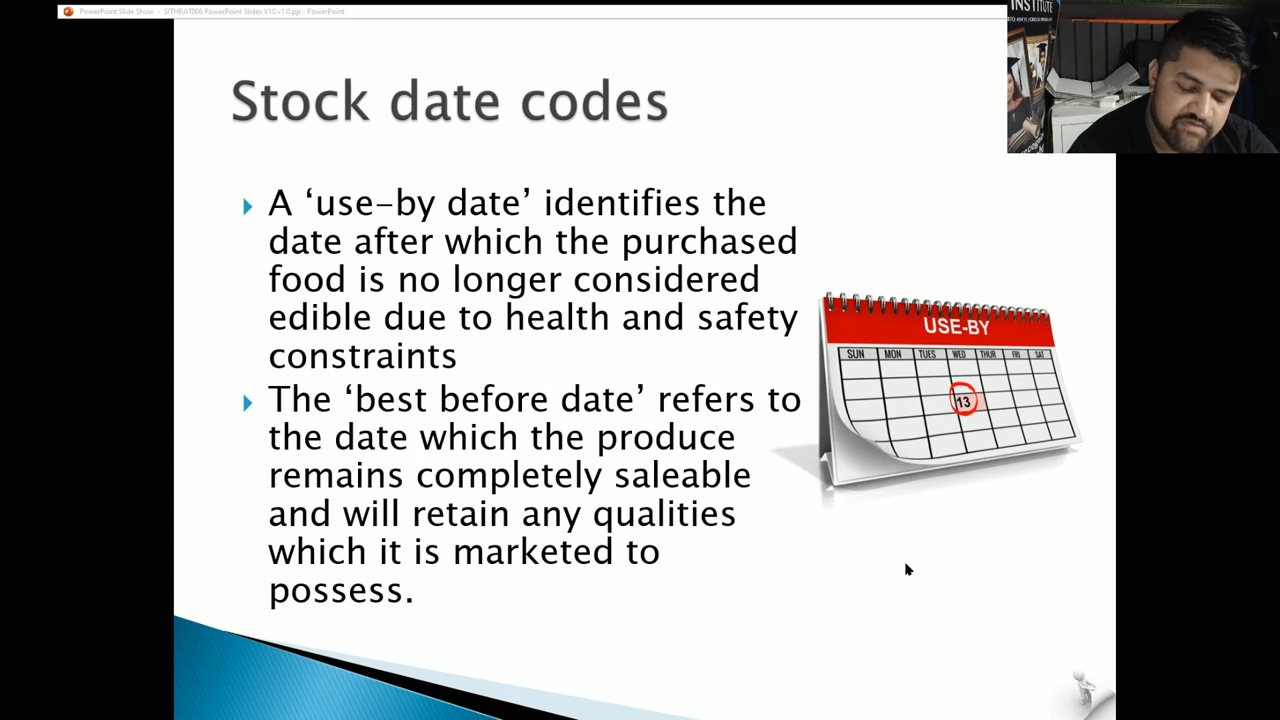 PowerPoint Slide Show - SITHPAT006 PowerPoint Slides V10.v1.0.pp - PowerPoint
INSTITUTE
Stock date codes
A ‘use-by date’ identifies the
date after which the purchased
food is no longer considered
edible due to health and safety
constraints
The ‘best before date’ refers to
the date which the produce
remains completely saleable
and will retain any qualities
which it is marketed to
possess.
USE-BY
SUN MON TUES WED THUR FRI SAT
13